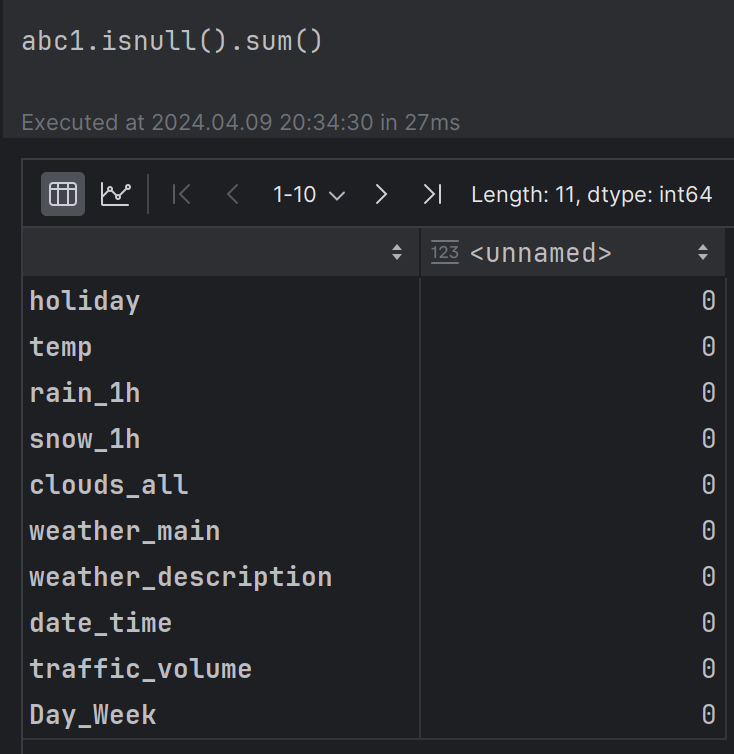 abc1.isnull().sum()
Executed at 2024.04.09 20:34:30 in 27ms
1-10 Length: 11, dtype: int64
123 <unnamed>
holiday 0
temp 0
rain_1h 0
snow_1h 0
clouds_all 0
weather_main 0
weather_description 0
date_time 0
traffic_volume 0
Day_Week 0